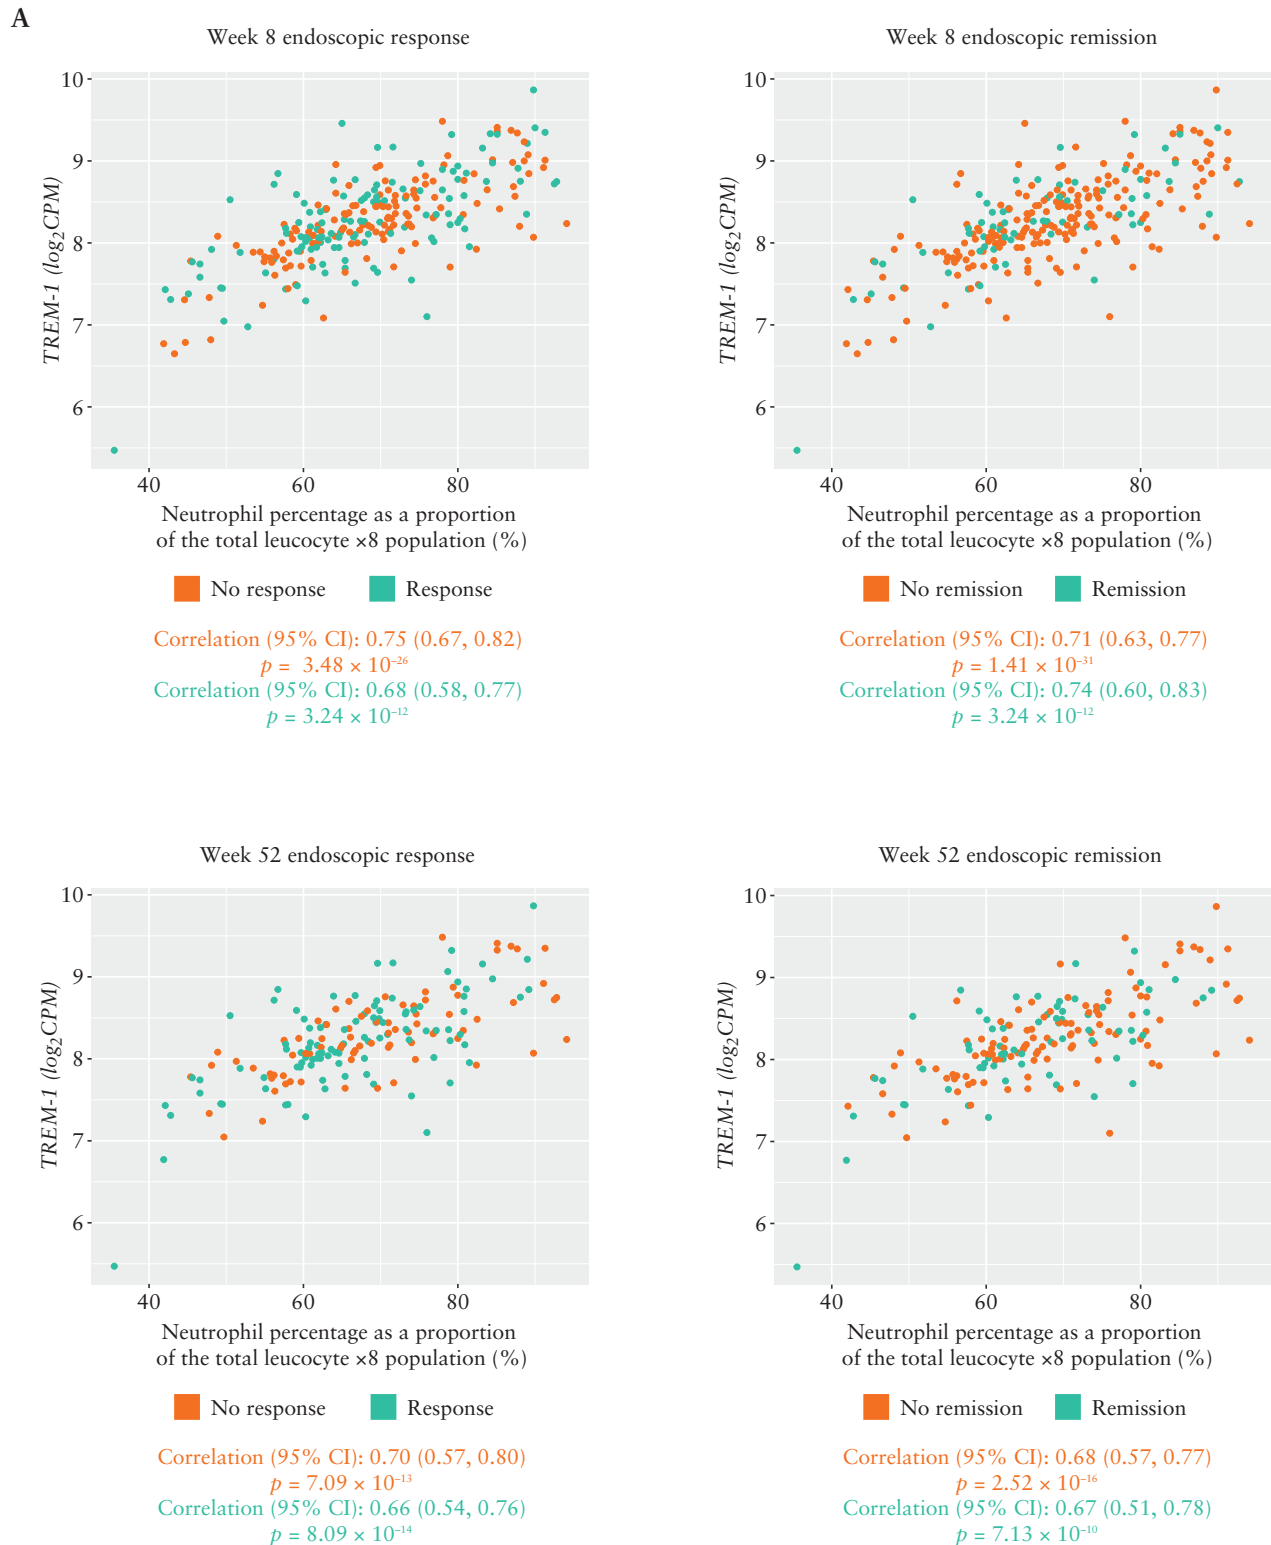 A
Week 8 endoscopic response
10
9
8
7
6
TREM-1 (log₂CPM)
40 60 80
Neutrophil percentage as a proportion
of the total leucocyte ×8 population (%)
No response Response
Correlation (95% CI): 0.75 (0.67, 0.82)
p = 3.48 × 10⁻²⁶
Correlation (95% CI): 0.68 (0.58, 0.77)
p = 3.24 × 10⁻¹²
Week 8 endoscopic remission
10
9
8
7
6
TREM-1 (log₂CPM)
40 60 80
Neutrophil percentage as a proportion
of the total leucocyte ×8 population (%)
No remission Remission
Correlation (95% CI): 0.71 (0.63, 0.77)
p = 1.41 × 10⁻³¹
Correlation (95% CI): 0.74 (0.60, 0.83)
p = 3.24 × 10⁻¹²
Week 52 endoscopic response
10
9
8
7
6
TREM-1 (log₂CPM)
40 60 80
Neutrophil percentage as a proportion
of the total leucocyte ×8 population (%)
No response Response
Correlation (95% CI): 0.70 (0.57, 0.80)
p = 7.09 × 10⁻¹³
Correlation (95% CI): 0.66 (0.54, 0.76)
p = 8.09 × 10⁻¹⁴
Week 52 endoscopic remission
10
9
8
7
6
TREM-1 (log₂CPM)
40 60 80
Neutrophil percentage as a proportion
of the total leucocyte ×8 population (%)
No remission Remission
Correlation (95% CI): 0.68 (0.57, 0.77)
p = 2.52 × 10⁻¹⁶
Correlation (95% CI): 0.67 (0.51, 0.78)
p = 7.13 × 10⁻¹⁰